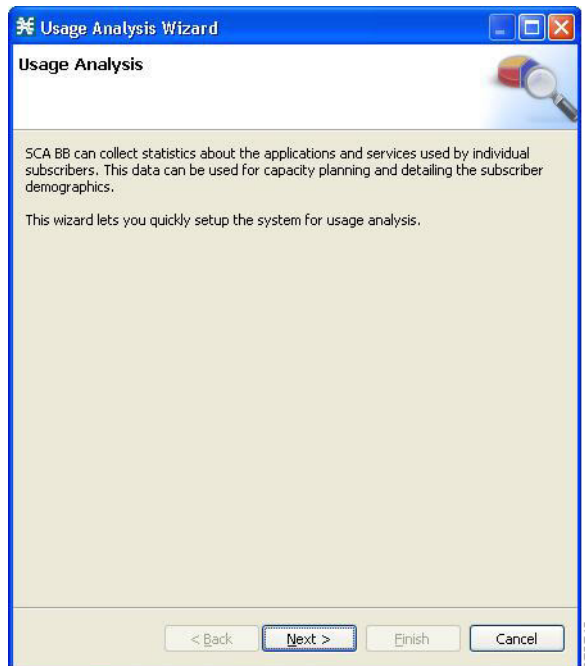 Usage Analysis Wizard
Usage Analysis
SCA BB can collect statistics about the applications and services used by individual
subscribers. This data can be used for capacity planning and detailing the subscriber
demographics.
This wizard lets you quickly setup the system for usage analysis.
< Back Next > Finish Cancel